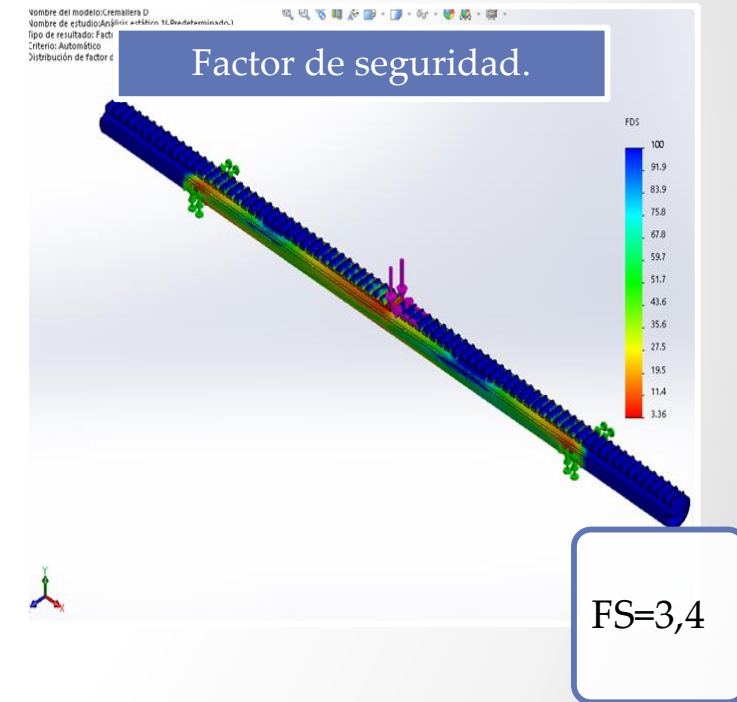 Nombre del modelo:Cremallera D
Nombre de estudio:Análisis estático 1(-Predeterminado-)
Tipo de resultado:
Criterio: Automático
Distribución de factor
Factor de seguridad.
FDS
100
91.9
83.9
75.8
67.8
59.7
51.7
43.6
35.6
27.5
19.5
11.4
3.36
Y
X
FS=3,4